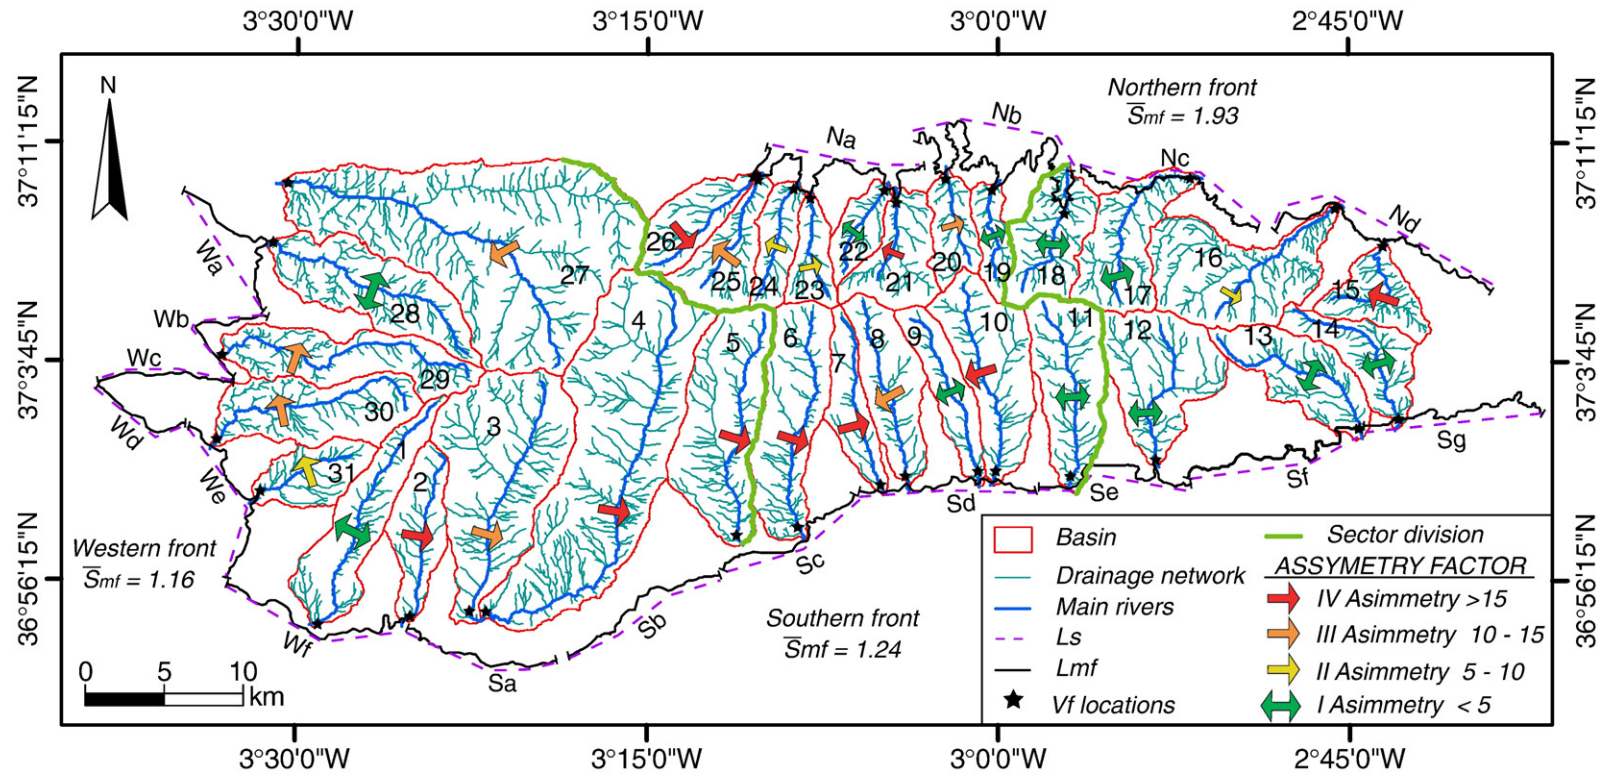 3°30'0"W 3°15'0"W 3°0'0"W 2°45'0"W
37°11'15"N 37°11'15"N
37°3'45"N 37°3'45"N
36°56'15"N 36°56'15"N
N
Northern front
S̅mf = 1.93
Na
Nb
Nc
Nd
Wa
Wb
Wc
Wd
We
Wf
Western front
S̅mf = 1.16
26
25
24
23
22
21
20
19
18
17
16
15
27
28
29
30
31
1
2
3
4
5
6
7
8
9
10
11
12
13
14
Sa
Sb
Sc
Sd
Se
Sf
Sg
Southern front
S̅mf = 1.24
0 5 10
km
Basin
Drainage network
Main rivers
Ls
Lmf
Vf locations
Sector division
ASSYMETRY FACTOR
IV Asimmetry >15
III Asimmetry 10 - 15
II Asimmetry 5 - 10
I Asimmetry < 5
3°30'0"W 3°15'0"W 3°0'0"W 2°45'0"W